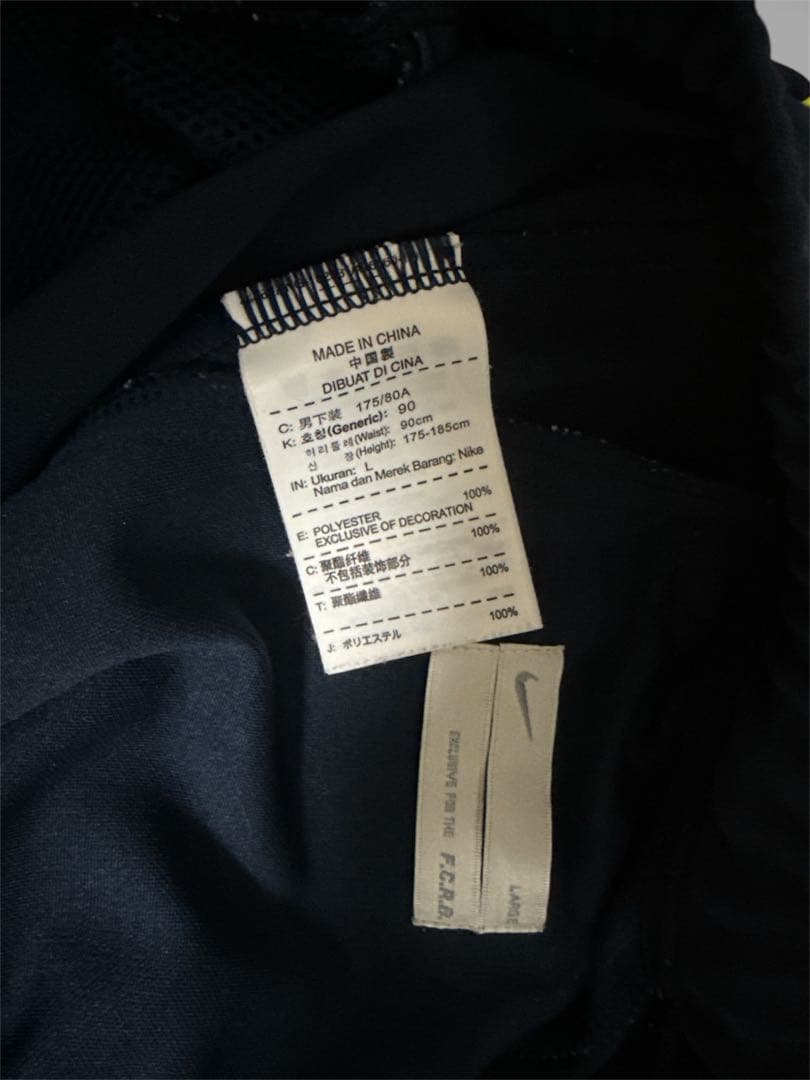 MADE IN CHINA
中国製
DIBUAT DI CINA
C: 男下装 175/80A
K: 호칭(Generic): 90
허리둘레(Waist): 90cm
신 장(Height): 175-185cm
IN: Ukuran: L
Nama dan Merek Barang: Nike
E: POLYESTER 100%
EXCLUSIVE OF DECORATION
C: 聚酯纤维 100%
不包括装饰部分
T: 聚酯纖維 100%
J: ポリエステル 100%
EXCLUSIVE FOR THE F.C.R.B.
LARGE